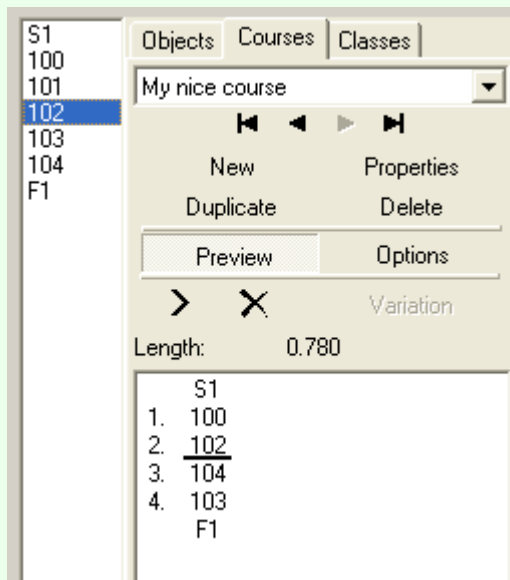 S1
100
101
102
103
104
F1
Objects Courses Classes
My nice course
New Properties
Duplicate Delete
Preview Options
Variation
Length: 0.780
S1
1. 100
2. 102
3. 104
4. 103
F1